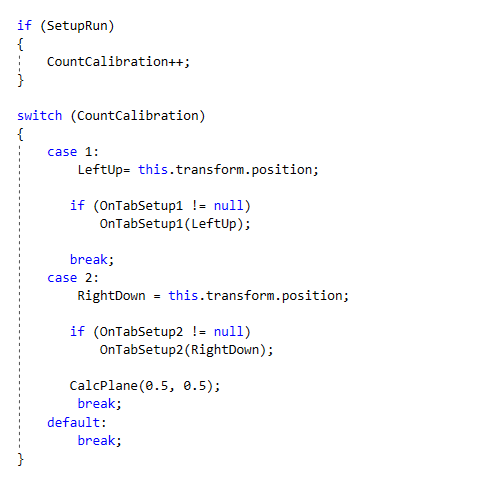 if (SetupRun)
{
CountCalibration++;
}
switch (CountCalibration)
{
case 1:
LeftUp= this.transform.position;
if (OnTabSetup1 != null)
OnTabSetup1(LeftUp);
break;
case 2:
RightDown = this.transform.position;
if (OnTabSetup2 != null)
OnTabSetup2(RightDown);
CalcPlane(0.5, 0.5);
break;
default:
break;
}